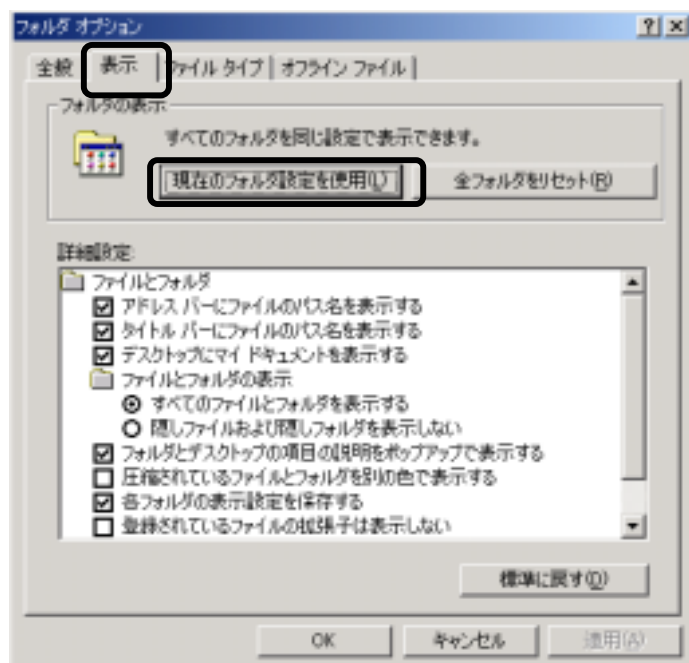 フォルダ オプション
全般 表示 ファイル タイプ オフライン ファイル
フォルダの表示
すべてのフォルダを同じ設定で表示できます。
現在のフォルダ設定を使用(L) 全フォルダをリセット(R)
詳細設定:
ファイルとフォルダ
アドレス バーにファイルのパス名を表示する
タイトル バーにファイルのパス名を表示する
デスクトップにマイ ドキュメントを表示する
ファイルとフォルダの表示
すべてのファイルとフォルダを表示する
隠しファイルおよび隠しフォルダを表示しない
フォルダとデスクトップの項目の説明をポップアップで表示する
圧縮されているファイルとフォルダを別の色で表示する
各フォルダの表示設定を保存する
登録されているファイルの拡張子は表示しない
標準に戻す(D)
OK キャンセル 適用(A)